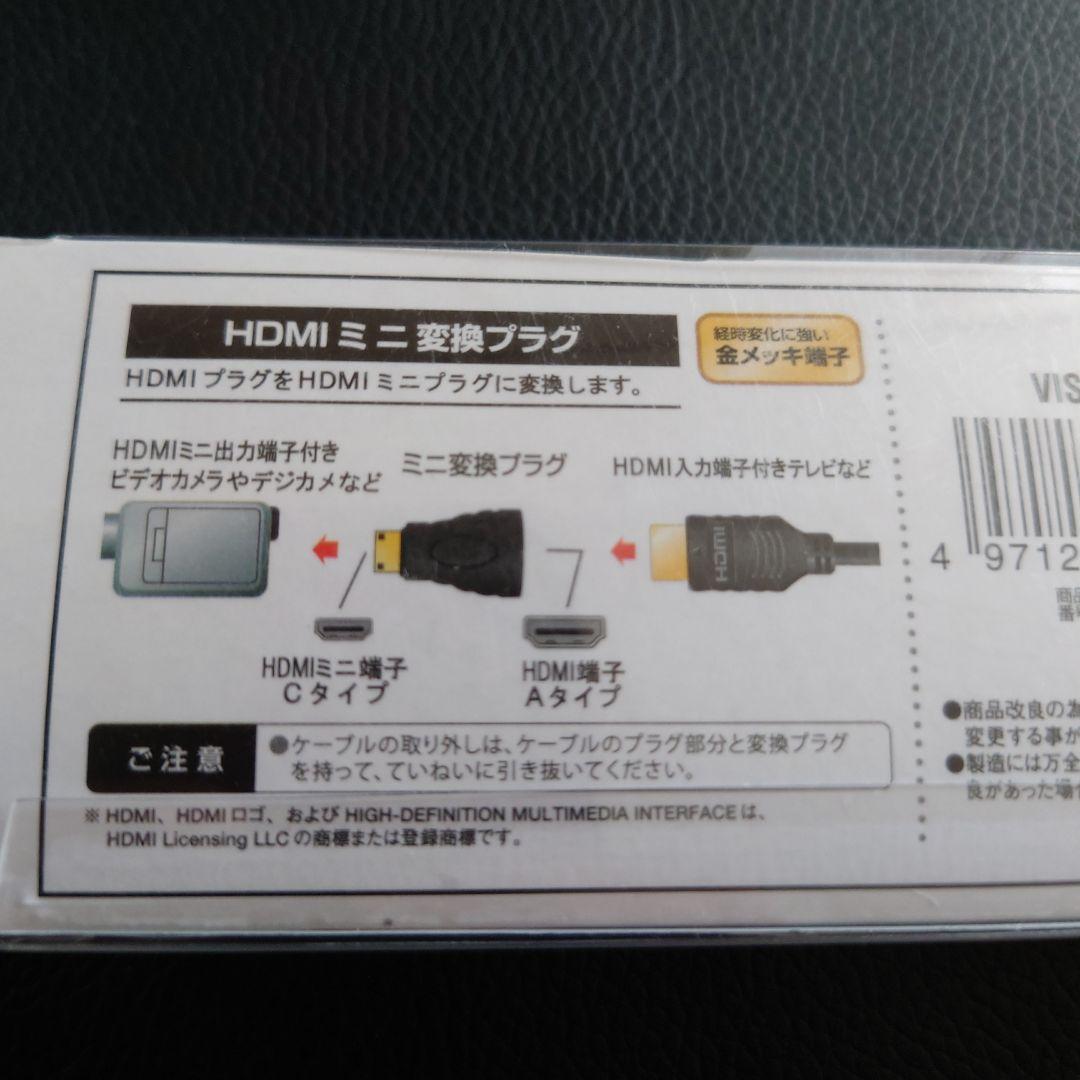 HDMIミニ変換プラグ
HDMIプラグをHDMIミニプラグに変換します。
経時変化に強い
金メッキ端子
HDMIミニ出力端子付き
ビデオカメラやデジカメなど
ミニ変換プラグ
HDMI入力端子付きテレビなど
HDMI
HDMIミニ端子
Cタイプ
HDMI端子
Aタイプ
ご注意
●ケーブルの取り外しは、ケーブルのプラグ部分と変換プラグ
を持って、ていねいに引き抜いてください。
※HDMI、HDMIロゴ、およびHIGH-DEFINITION MULTIMEDIA INTERFACEは、
HDMI Licensing LLCの商標または登録商標です。
VIS
4 9712
商品
●商品改良の為
変更する事が
●製造には万全
良があった場合